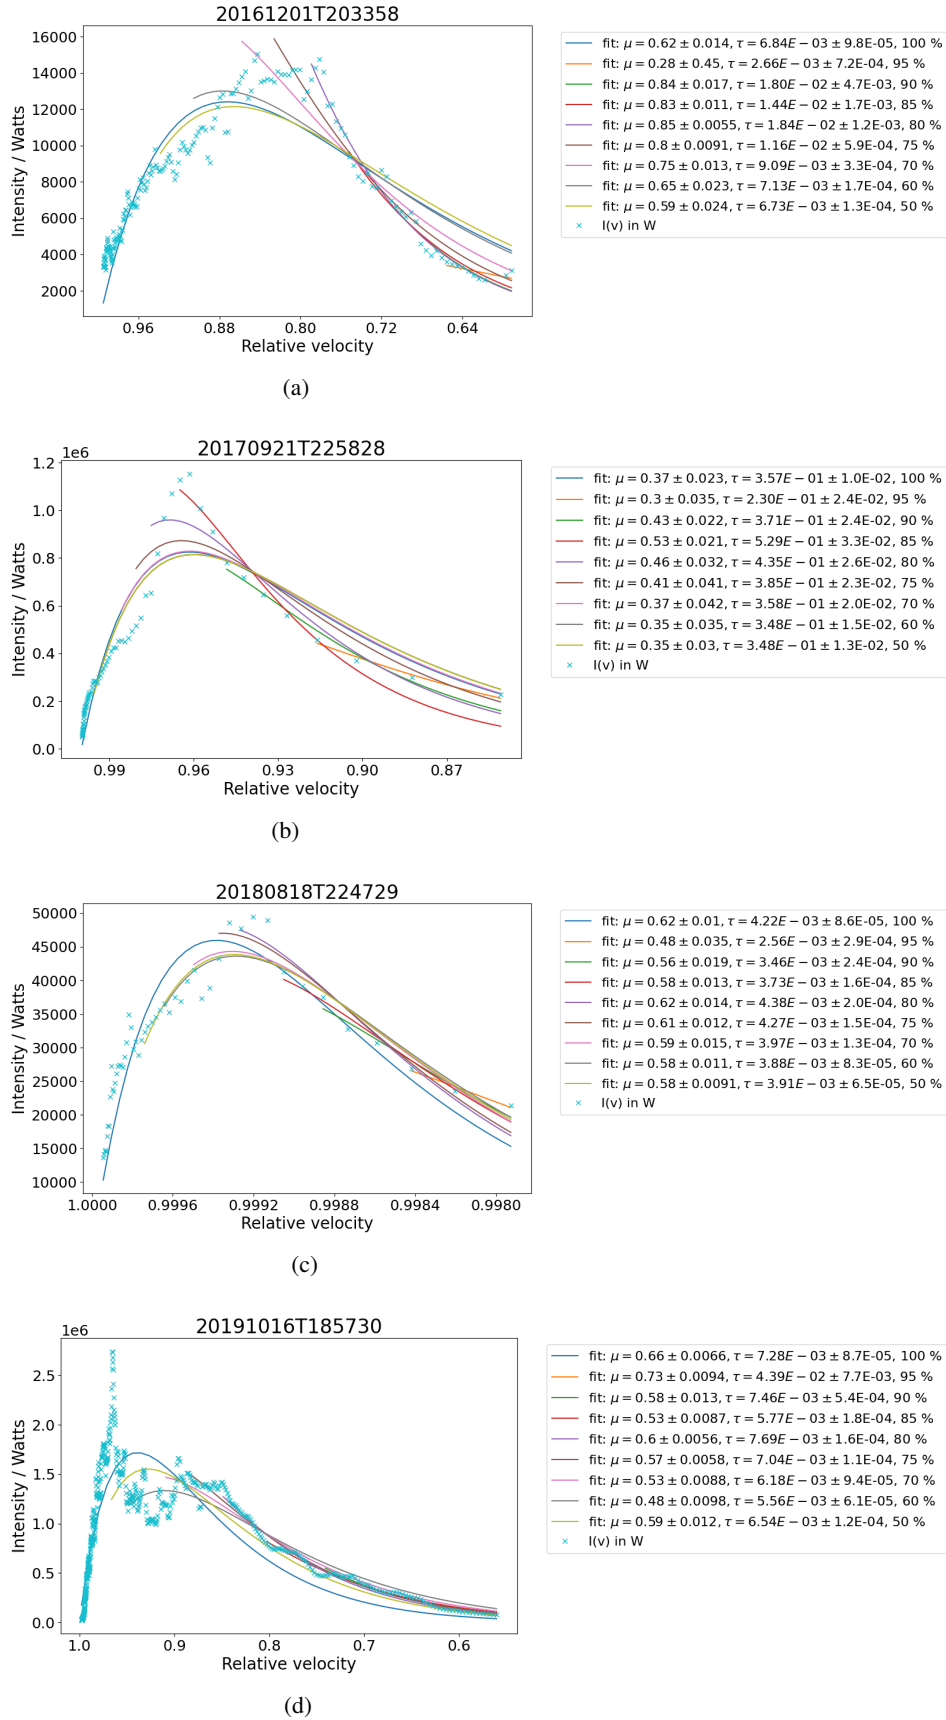 20161201T203358
Intensity / Watts
16000
14000
12000
10000
8000
6000
4000
2000
0.96 0.88 0.80 0.72 0.64
Relative velocity
fit: μ = 0.62 ± 0.014, τ = 6.84E − 03 ± 9.8E-05, 100 %
fit: μ = 0.28 ± 0.45, τ = 2.66E − 03 ± 7.2E-04, 95 %
fit: μ = 0.84 ± 0.017, τ = 1.80E − 02 ± 4.7E-03, 90 %
fit: μ = 0.83 ± 0.011, τ = 1.44E − 02 ± 1.7E-03, 85 %
fit: μ = 0.85 ± 0.0055, τ = 1.84E − 02 ± 1.2E-03, 80 %
fit: μ = 0.8 ± 0.0091, τ = 1.16E − 02 ± 5.9E-04, 75 %
fit: μ = 0.75 ± 0.013, τ = 9.09E − 03 ± 3.3E-04, 70 %
fit: μ = 0.65 ± 0.023, τ = 7.13E − 03 ± 1.7E-04, 60 %
fit: μ = 0.59 ± 0.024, τ = 6.73E − 03 ± 1.3E-04, 50 %
I(v) in W
(a)
20170921T225828
1e6
Intensity / Watts
1.2
1.0
0.8
0.6
0.4
0.2
0.0
0.99 0.96 0.93 0.90 0.87
Relative velocity
fit: μ = 0.37 ± 0.023, τ = 3.57E − 01 ± 1.0E-02, 100 %
fit: μ = 0.3 ± 0.035, τ = 2.30E − 01 ± 2.4E-02, 95 %
fit: μ = 0.43 ± 0.022, τ = 3.71E − 01 ± 2.4E-02, 90 %
fit: μ = 0.53 ± 0.021, τ = 5.29E − 01 ± 3.3E-02, 85 %
fit: μ = 0.46 ± 0.032, τ = 4.35E − 01 ± 2.6E-02, 80 %
fit: μ = 0.41 ± 0.041, τ = 3.85E − 01 ± 2.3E-02, 75 %
fit: μ = 0.37 ± 0.042, τ = 3.58E − 01 ± 2.0E-02, 70 %
fit: μ = 0.35 ± 0.035, τ = 3.48E − 01 ± 1.5E-02, 60 %
fit: μ = 0.35 ± 0.03, τ = 3.48E − 01 ± 1.3E-02, 50 %
I(v) in W
(b)
20180818T224729
Intensity / Watts
50000
45000
40000
35000
30000
25000
20000
15000
10000
1.0000 0.9996 0.9992 0.9988 0.9984 0.9980
Relative velocity
fit: μ = 0.62 ± 0.01, τ = 4.22E − 03 ± 8.6E-05, 100 %
fit: μ = 0.48 ± 0.035, τ = 2.56E − 03 ± 2.9E-04, 95 %
fit: μ = 0.56 ± 0.019, τ = 3.46E − 03 ± 2.4E-04, 90 %
fit: μ = 0.58 ± 0.013, τ = 3.73E − 03 ± 1.6E-04, 85 %
fit: μ = 0.62 ± 0.014, τ = 4.38E − 03 ± 2.0E-04, 80 %
fit: μ = 0.61 ± 0.012, τ = 4.27E − 03 ± 1.5E-04, 75 %
fit: μ = 0.59 ± 0.015, τ = 3.97E − 03 ± 1.3E-04, 70 %
fit: μ = 0.58 ± 0.011, τ = 3.88E − 03 ± 8.3E-05, 60 %
fit: μ = 0.58 ± 0.0091, τ = 3.91E − 03 ± 6.5E-05, 50 %
I(v) in W
(c)
20191016T185730
1e6
Intensity / Watts
2.5
2.0
1.5
1.0
0.5
0.0
1.0 0.9 0.8 0.7 0.6
Relative velocity
fit: μ = 0.66 ± 0.0066, τ = 7.28E − 03 ± 8.7E-05, 100 %
fit: μ = 0.73 ± 0.0094, τ = 4.39E − 02 ± 7.7E-03, 95 %
fit: μ = 0.58 ± 0.013, τ = 7.46E − 03 ± 5.4E-04, 90 %
fit: μ = 0.53 ± 0.0087, τ = 5.77E − 03 ± 1.8E-04, 85 %
fit: μ = 0.6 ± 0.0056, τ = 7.69E − 03 ± 1.6E-04, 80 %
fit: μ = 0.57 ± 0.0058, τ = 7.04E − 03 ± 1.1E-04, 75 %
fit: μ = 0.53 ± 0.0088, τ = 6.18E − 03 ± 9.4E-05, 70 %
fit: μ = 0.48 ± 0.0098, τ = 5.56E − 03 ± 6.1E-05, 60 %
fit: μ = 0.59 ± 0.012, τ = 6.54E − 03 ± 1.2E-04, 50 %
I(v) in W
(d)